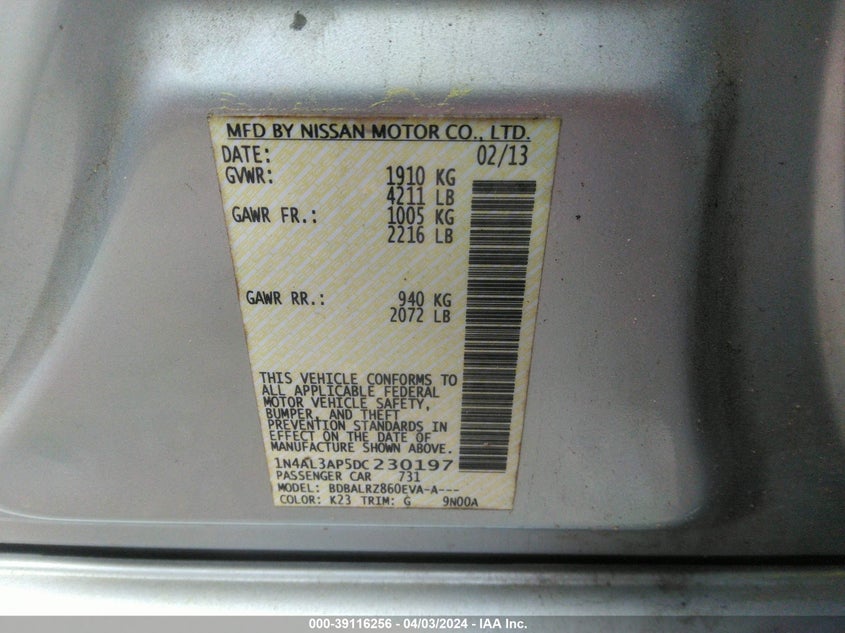 MFD BY NISSAN MOTOR CO., LTD.
DATE: 02/13
GVWR: 1910 KG
4211 LB
GAWR FR.: 1005 KG
2216 LB
GAWR RR.: 940 KG
2072 LB
THIS VEHICLE CONFORMS TO
ALL APPLICABLE FEDERAL
MOTOR VEHICLE SAFETY,
BUMPER, AND THEFT
PREVENTION STANDARDS IN
EFFECT ON THE DATE OF
MANUFACTURE SHOWN ABOVE.
1N4AL3AP5DC230197
PASSENGER CAR 731
MODEL: BDBALRZ860EVA-A---
COLOR: K23 TRIM: G 9N00A
000-39116256 - 04/03/2024 - IAA Inc.